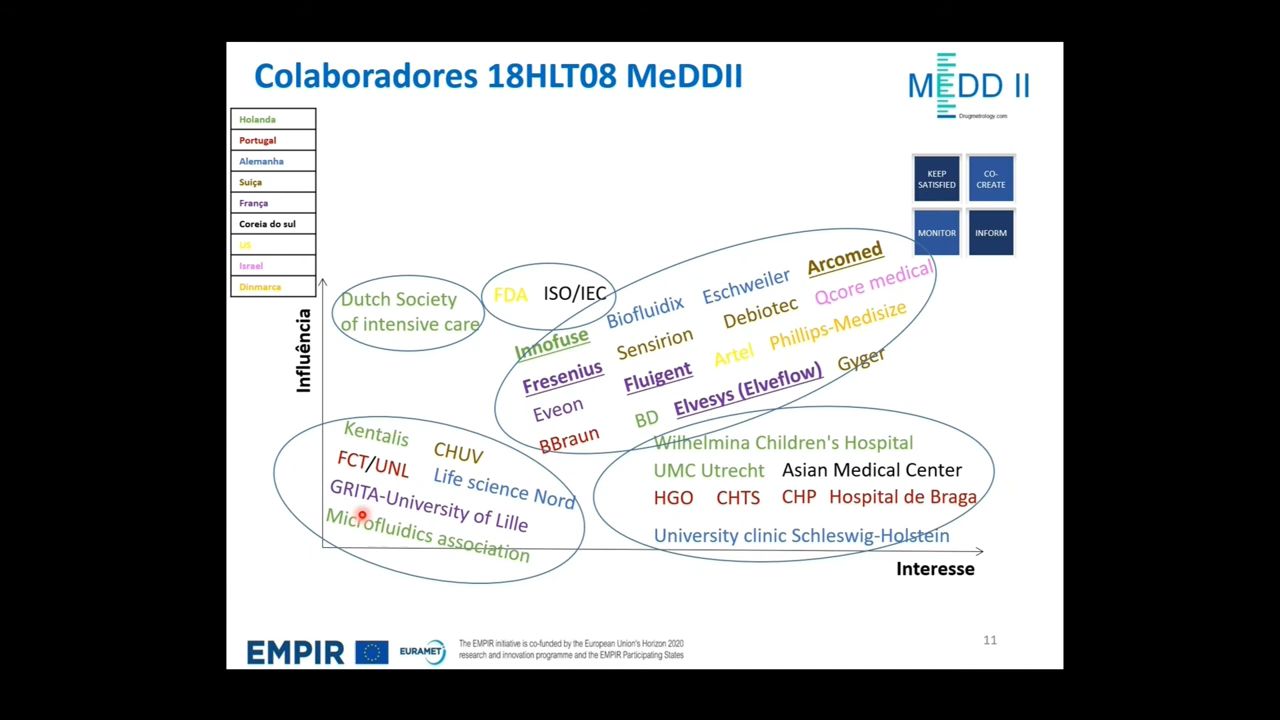 Colaboradores 18HLT08 MeDDII
MEDD II
Drugmetrology.com
Holanda
Portugal
Alemanha
Suiça
França
Coreia do sul
US
Israel
Dinmarca
KEEP SATISFIED
CO-CREATE
MONITOR
INFORM
Influência
Dutch Society
of intensive care
FDA
ISO/IEC
Biofluidix
Eschweiler
Arcomed
Innofuse
Sensirion
Debiotec
Qcore medical
Fresenius
Fluigent
Artel
Phillips-Medisize
Eveon
BD
Elvesys (Elveflow)
Gyger
BBraun
Kentalis
CHUV
FCT/UNL
Life science Nord
GRITA-University of Lille
Microfluidics association
Wilhelmina Children's Hospital
UMC Utrecht
Asian Medical Center
HGO
CHTS
CHP
Hospital de Braga
University clinic Schleswig-Holstein
Interesse
EMPIR
EURAMET
The EMPIR initiative is co-funded by the European Union's Horizon 2020
research and innovation programme and the EMPIR Participating States
11